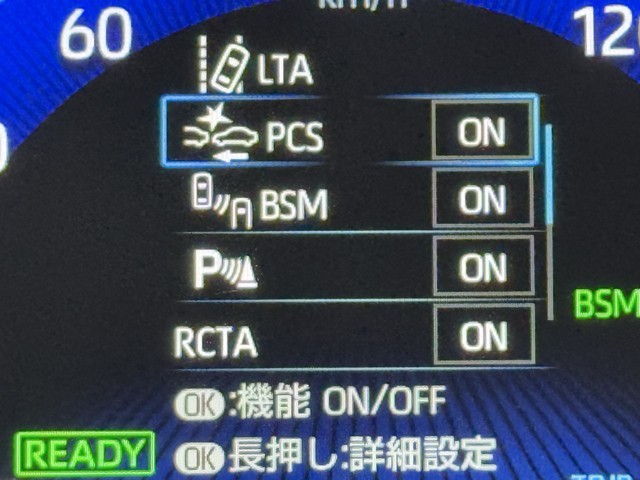 km/h
60
LTA
PCS ON
BSM ON
P ON
RCTA ON
BSM
OK:機能 ON/OFF
READY
OK長押し:詳細設定